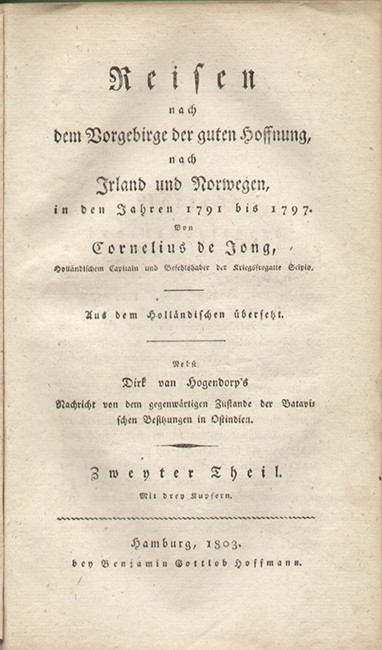 Reisen
nach
dem Vorgebirge der guten Hoffnung,
nach
Irland und Norwegen,
in den Jahren 1791 bis 1797.
Von
Cornelius de Jong,
Holländischem Capitain und Befehlshaber der Kriegsfregatte Scipio.
Aus dem Holländischen übersetzt.
Nebst
Dirk van Hogendorp's
Nachricht von dem gegenwärtigen Zustande der Batavi-
schen Besitzungen in Ostindien.
Zweyter Theil.
Mit drey Kupfern.
Hamburg, 1803.
bey Benjamin Gottlob Hoffmann.